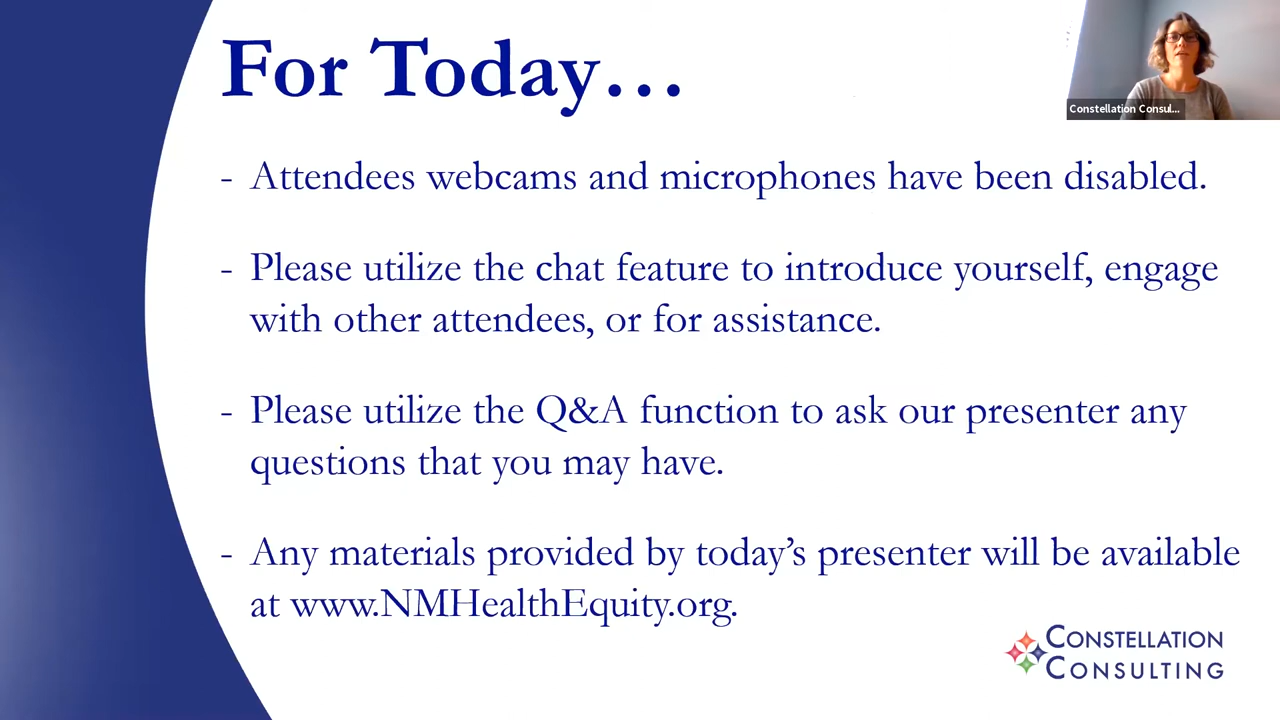 For Today…
Constellation Consul...
- Attendees webcams and microphones have been disabled.
- Please utilize the chat feature to introduce yourself, engage
with other attendees, or for assistance.
- Please utilize the Q&A function to ask our presenter any
questions that you may have.
- Any materials provided by today’s presenter will be available
at www.NMHealthEquity.org.
CONSTELLATION
CONSULTING